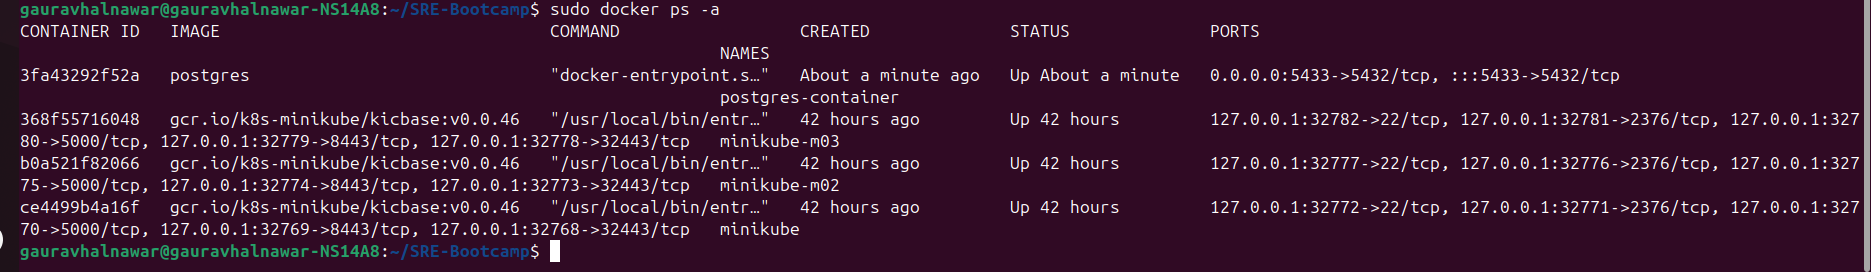 gauravhalnawar@gauravhalnawar-NS14A8:~/SRE-Bootcamp$ sudo docker ps -a
CONTAINER ID   IMAGE                                 COMMAND                  CREATED              STATUS              PORTS
                                                                      NAMES
3fa43292f52a   postgres                              "docker-entrypoint.s…"   About a minute ago   Up About a minute   0.0.0.0:5433->5432/tcp, :::5433->5432/tcp
                                                                      postgres-container
368f55716048   gcr.io/k8s-minikube/kicbase:v0.0.46   "/usr/local/bin/entr…"   42 hours ago         Up 42 hours         127.0.0.1:32782->22/tcp, 127.0.0.1:32781->2376/tcp, 127.0.0.1:327
80->5000/tcp, 127.0.0.1:32779->8443/tcp, 127.0.0.1:32778->32443/tcp   minikube-m03
b0a521f82066   gcr.io/k8s-minikube/kicbase:v0.0.46   "/usr/local/bin/entr…"   42 hours ago         Up 42 hours         127.0.0.1:32777->22/tcp, 127.0.0.1:32776->2376/tcp, 127.0.0.1:327
75->5000/tcp, 127.0.0.1:32774->8443/tcp, 127.0.0.1:32773->32443/tcp   minikube-m02
ce4499b4a16f   gcr.io/k8s-minikube/kicbase:v0.0.46   "/usr/local/bin/entr…"   42 hours ago         Up 42 hours         127.0.0.1:32772->22/tcp, 127.0.0.1:32771->2376/tcp, 127.0.0.1:327
70->5000/tcp, 127.0.0.1:32769->8443/tcp, 127.0.0.1:32768->32443/tcp   minikube
gauravhalnawar@gauravhalnawar-NS14A8:~/SRE-Bootcamp$